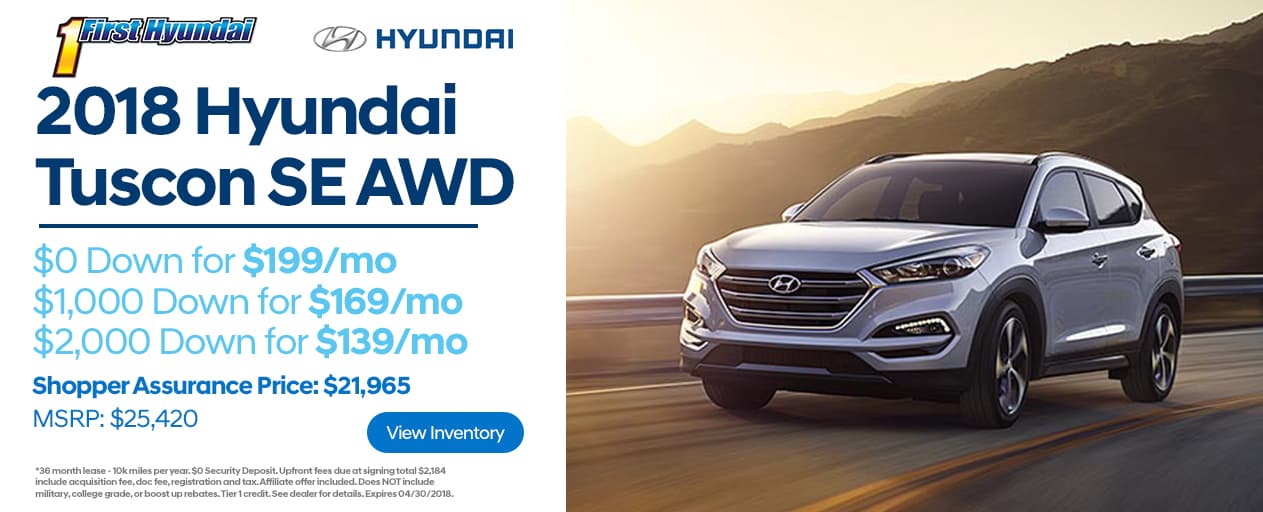 1 First Hyundai
HYUNDAI
2018 Hyundai
Tuscon SE AWD
$0 Down for $199/mo
$1,000 Down for $169/mo
$2,000 Down for $139/mo
Shopper Assurance Price: $21,965
MSRP: $25,420
View Inventory
*36 month lease - 10k miles per year. $0 Security Deposit. Upfront fees due at signing total $2,184
include acquisition fee, doc fee, registration and tax. Affiliate offer included. Does NOT include
military, college grade, or boost up rebates. Tier 1 credit. See dealer for details. Expires 04/30/2018.